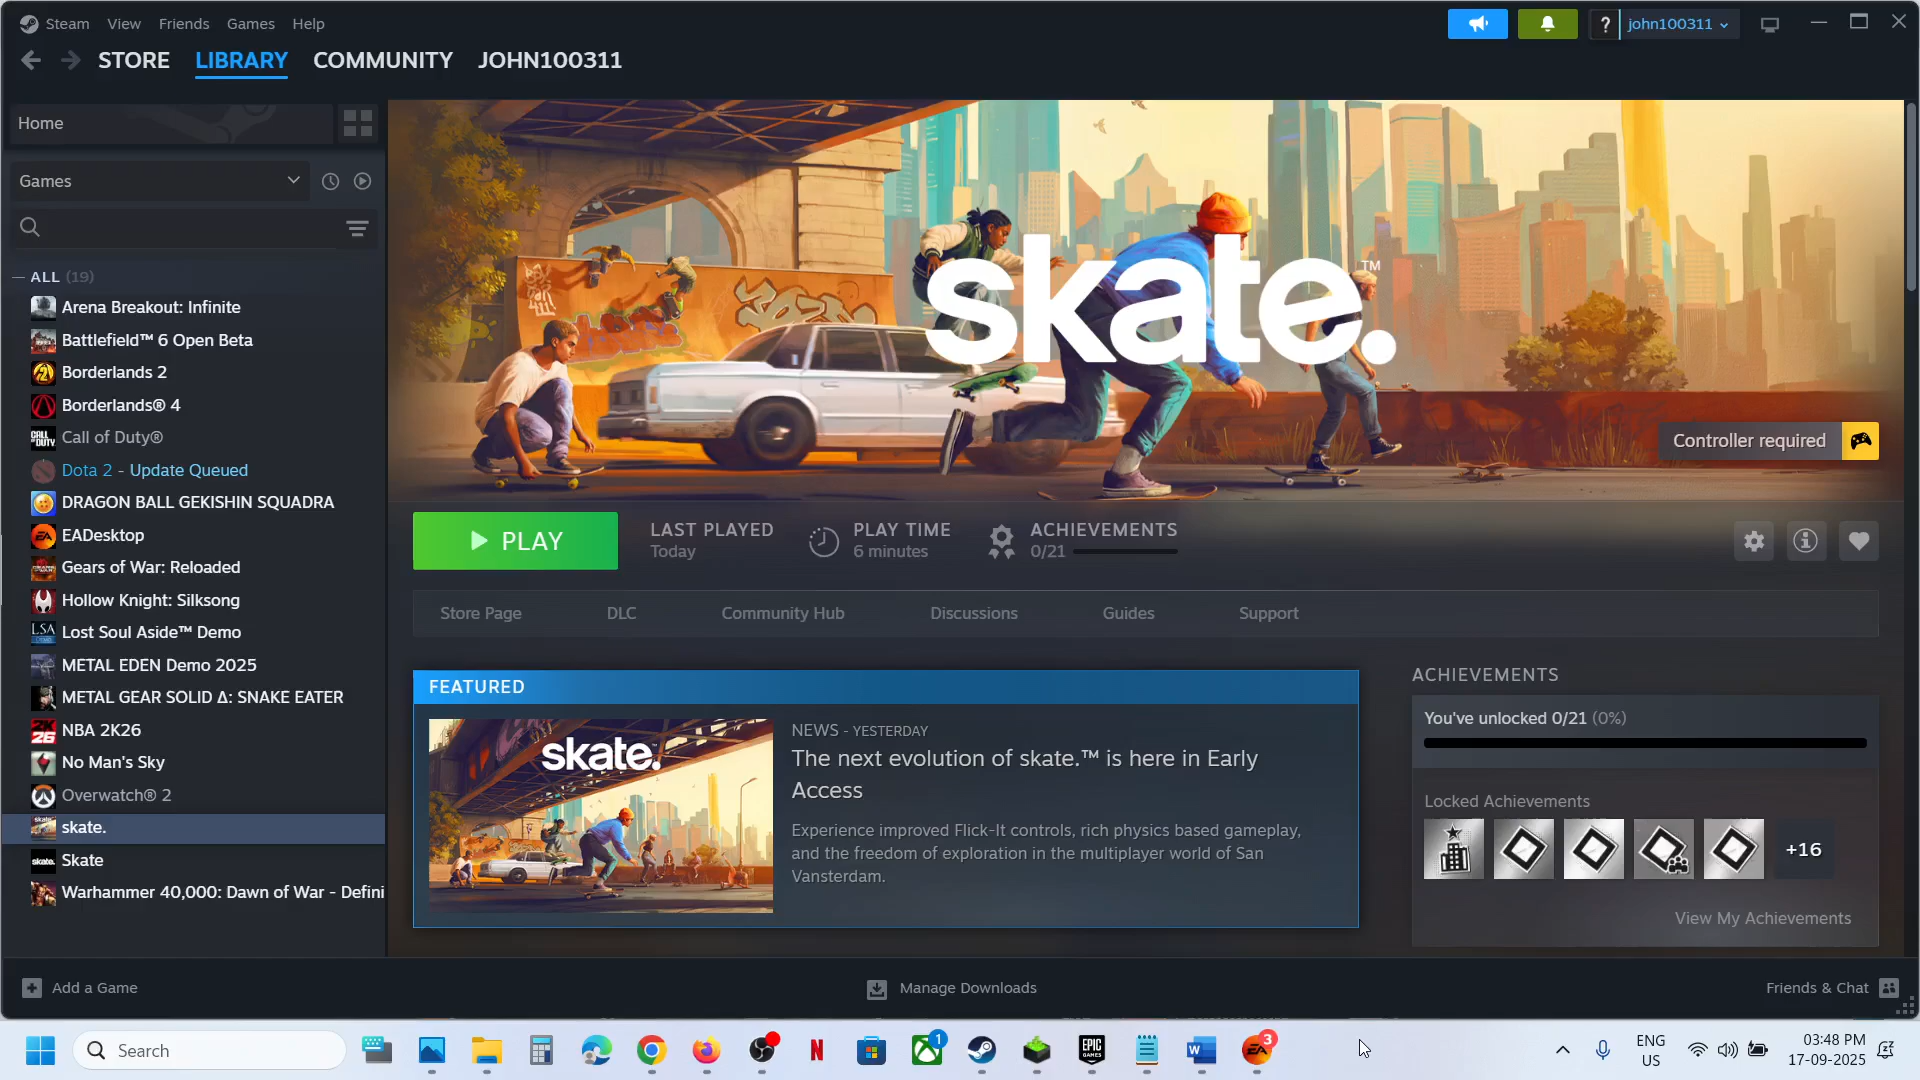 Steam View Friends Games Help
john100311
STORE LIBRARY COMMUNITY JOHN100311
Home
Games
ALL (19)
Arena Breakout: Infinite
Battlefield™ 6 Open Beta
Borderlands 2
Borderlands® 4
Call of Duty®
Dota 2 - Update Queued
DRAGON BALL GEKISHIN SQUADRA
EADesktop
Gears of War: Reloaded
Hollow Knight: Silksong
Lost Soul Aside™ Demo
METAL EDEN Demo 2025
METAL GEAR SOLID Δ: SNAKE EATER
NBA 2K26
No Man's Sky
Overwatch® 2
skate.
Skate
Warhammer 40,000: Dawn of War - Defini
skate.™
Controller required
PLAY
LAST PLAYED
Today
PLAY TIME
6 minutes
ACHIEVEMENTS
0/21
Store Page DLC Community Hub Discussions Guides Support
FEATURED
skate.
NEWS - YESTERDAY
The next evolution of skate.™ is here in Early
Access
Experience improved Flick-It controls, rich physics based gameplay,
and the freedom of exploration in the multiplayer world of San
Vansterdam.
ACHIEVEMENTS
You've unlocked 0/21 (0%)
Locked Achievements
+16
View My Achievements
Add a Game
Manage Downloads
Friends & Chat
Search
1
EPIC
GAMES
EA
3
ENG
US
03:48 PM
17-09-2025